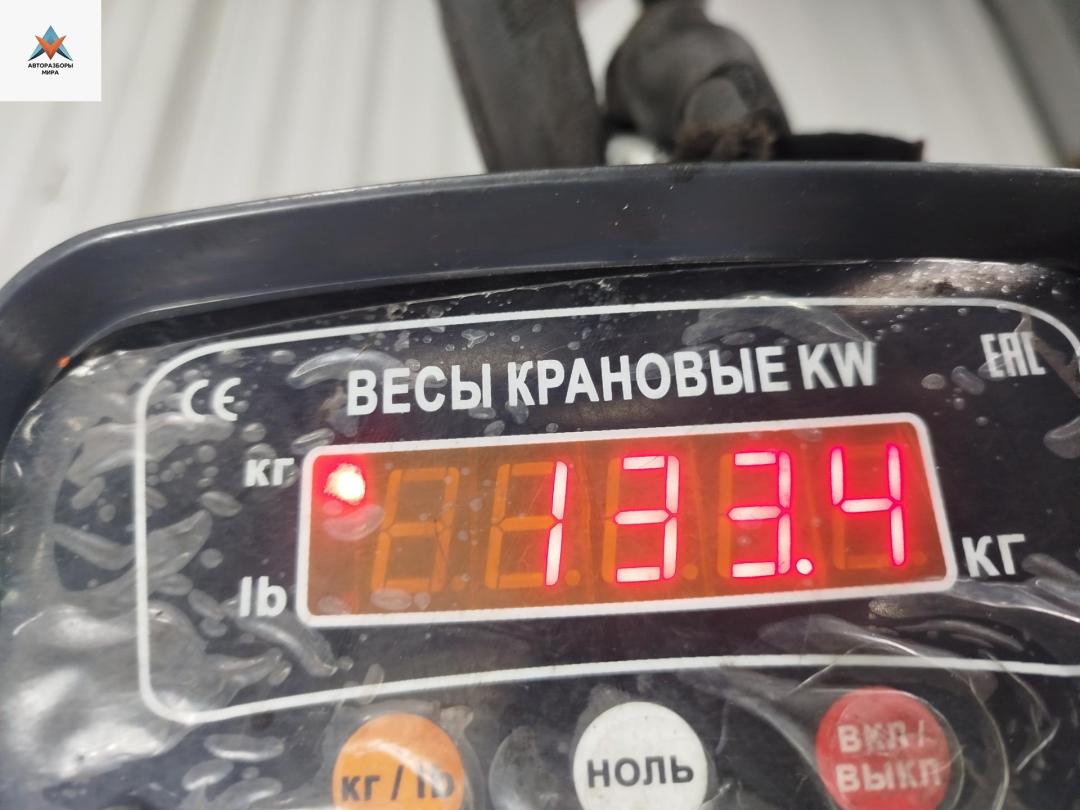 АВТОРАЗБОРЫ
МИРА
CE
ВЕСЫ КРАНОВЫЕ KW
EAC
кг
133.4
lb
КГ
кг / lb
НОЛЬ
ВКЛ /
ВЫКЛ